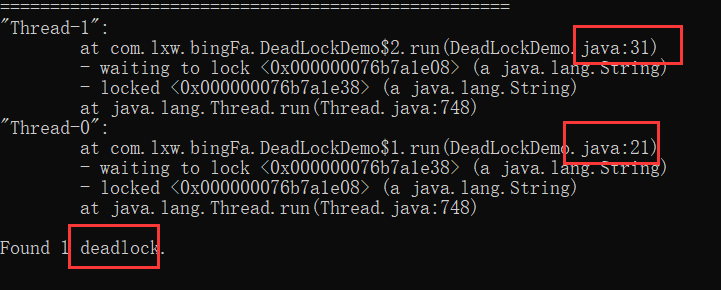 ===================================================
"Thread-1":
        at com.lxw.bingFa.DeadLockDemo$2.run(DeadLockDemo.java:31)
        - waiting to lock <0x000000076b7a1e08> (a java.lang.String)
        - locked <0x000000076b7a1e38> (a java.lang.String)
        at java.lang.Thread.run(Thread.java:748)
"Thread-0":
        at com.lxw.bingFa.DeadLockDemo$1.run(DeadLockDemo.java:21)
        - waiting to lock <0x000000076b7a1e38> (a java.lang.String)
        - locked <0x000000076b7a1e08> (a java.lang.String)
        at java.lang.Thread.run(Thread.java:748)
Found 1 deadlock.